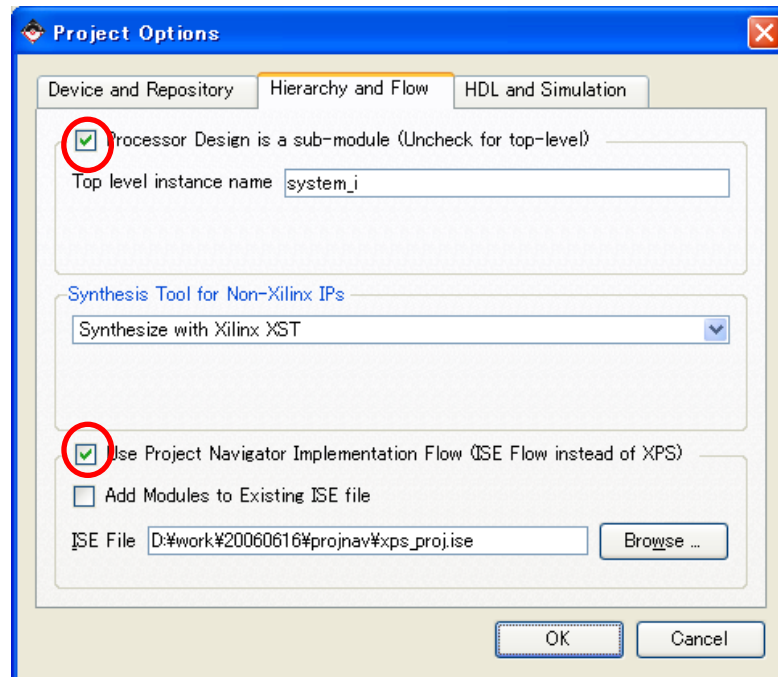 Project Options
Device and Repository Hierarchy and Flow HDL and Simulation
Processor Design is a sub-module (Uncheck for top-level)
Top level instance name system_i
Synthesis Tool for Non-Xilinx IPs
Synthesize with Xilinx XST
Use Project Navigator Implementation Flow (ISE Flow instead of XPS)
Add Modules to Existing ISE file
ISE File D:¥work¥20060616¥projnav¥xps_proj.ise Browse ...
OK Cancel